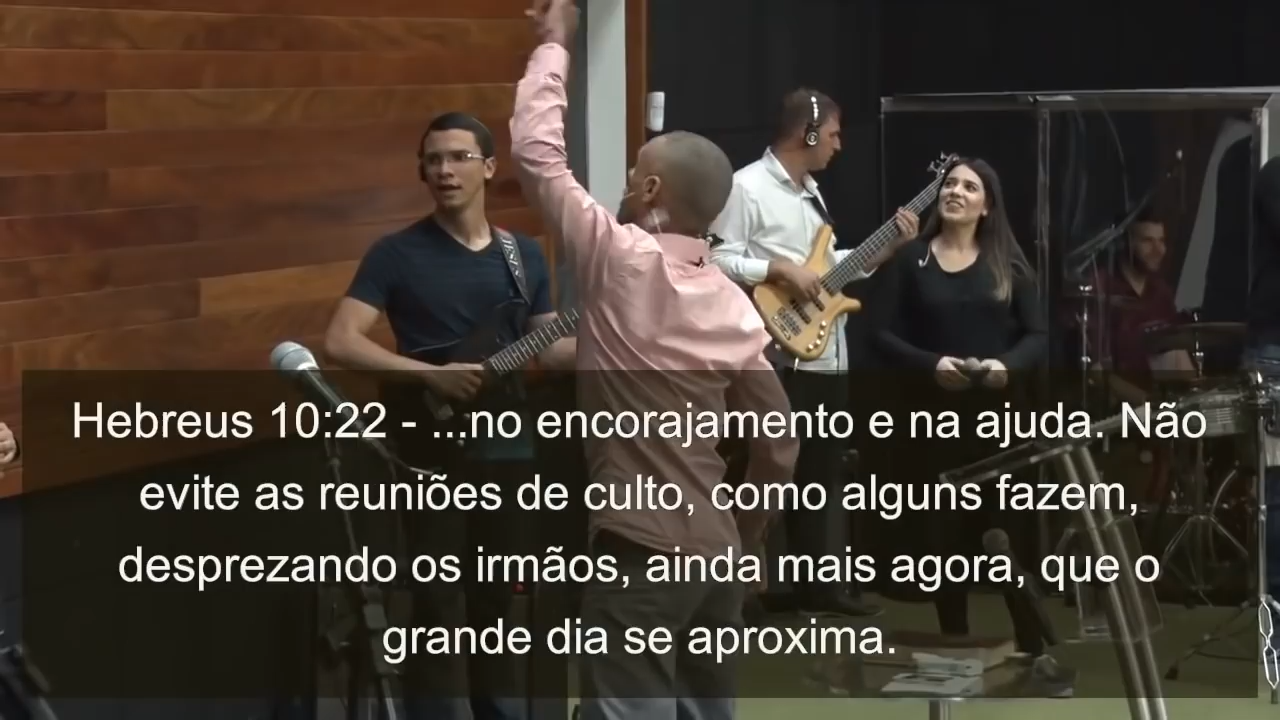 Hebreus 10:22 - ...no encorajamento e na ajuda. Não
evite as reuniões de culto, como alguns fazem,
desprezando os irmãos, ainda mais agora, que o
grande dia se aproxima.